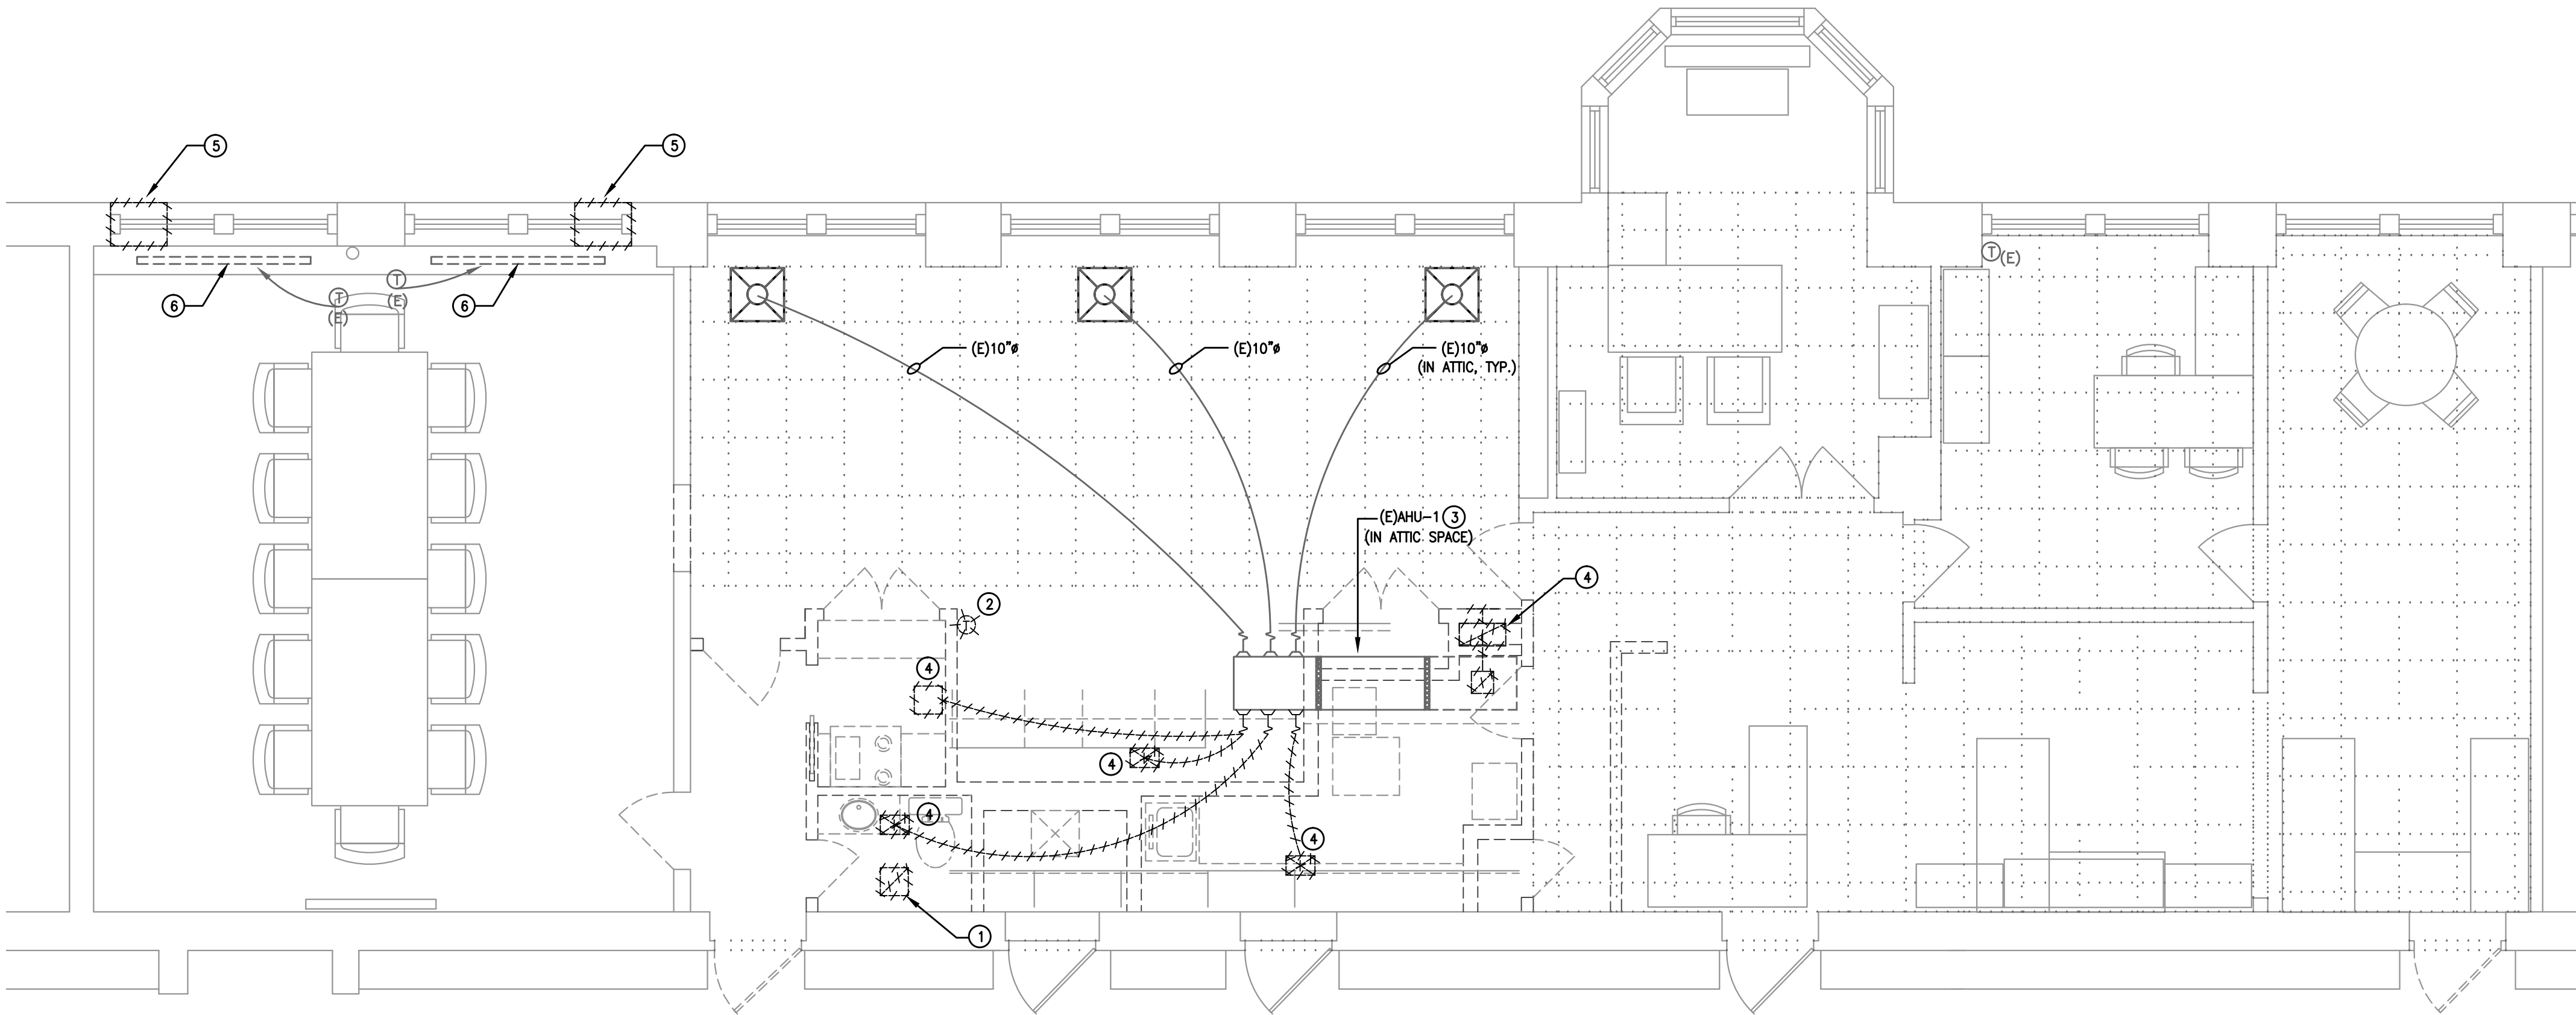 5
5
T
(E)
6
T
(E)
T
(E)
6
(E)10"ø
(E)10"ø
(E)10"ø
(IN ATTIC, TYP.)
(E)AHU-1 3
(IN ATTIC SPACE)
4
2
T
4
4
4
4
1